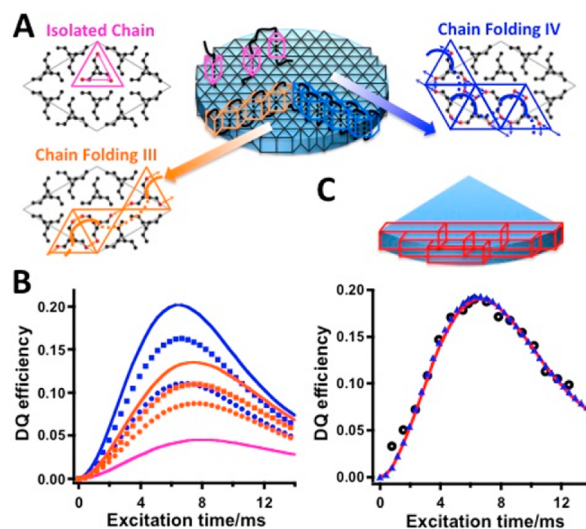 A
Isolated Chain
Chain Folding IV
Chain Folding III
C
B
DQ efficiency
0.20
0.15
0.10
0.05
0.00
0 4 8 12
Excitation time/ms
DQ efficiency
0.20
0.15
0.10
0.05
0.00
0 4 8 12
Excitation time/ms